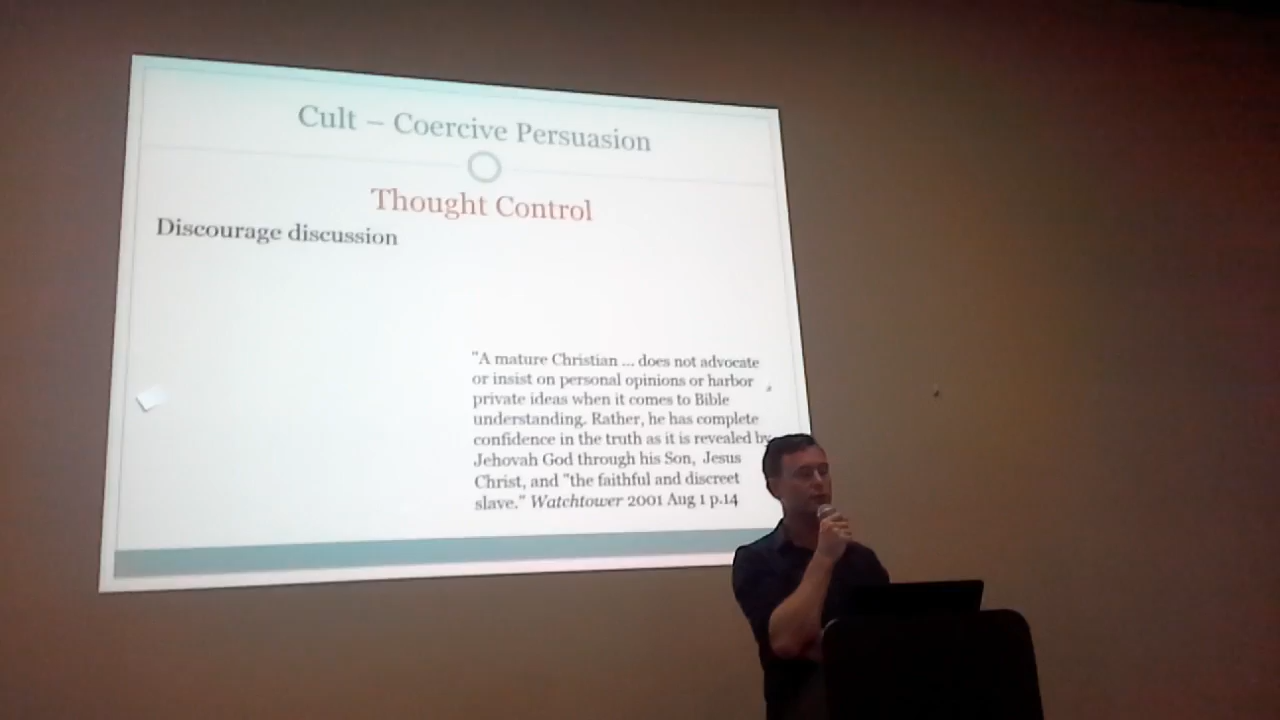 Cult – Coercive Persuasion
Thought Control
Discourage discussion
"A mature Christian ... does not advocate
or insist on personal opinions or harbor
private ideas when it comes to Bible
understanding. Rather, he has complete
confidence in the truth as it is revealed by
Jehovah God through his Son, Jesus
Christ, and "the faithful and discreet
slave." Watchtower 2001 Aug 1 p.14